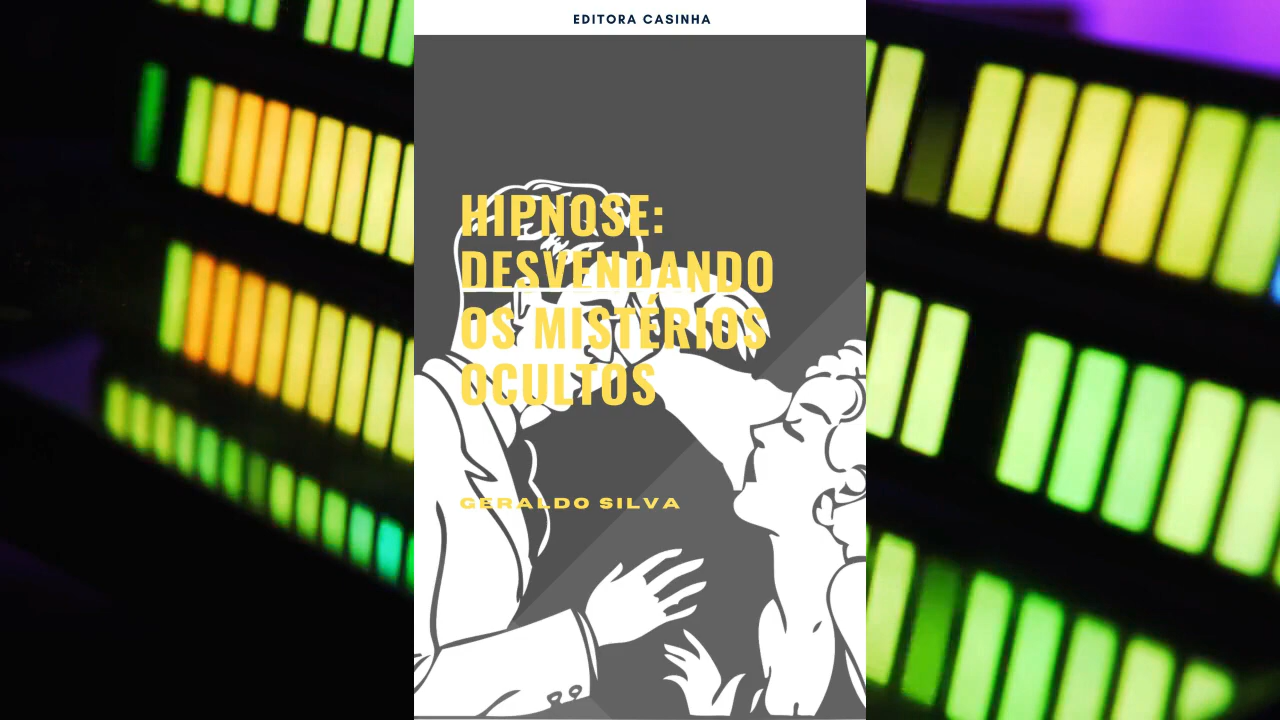 EDITORA CASINHA
HIPNOSE:
DESVENDANDO
OS MISTÉRIOS
OCULTOS
GERALDO SILVA